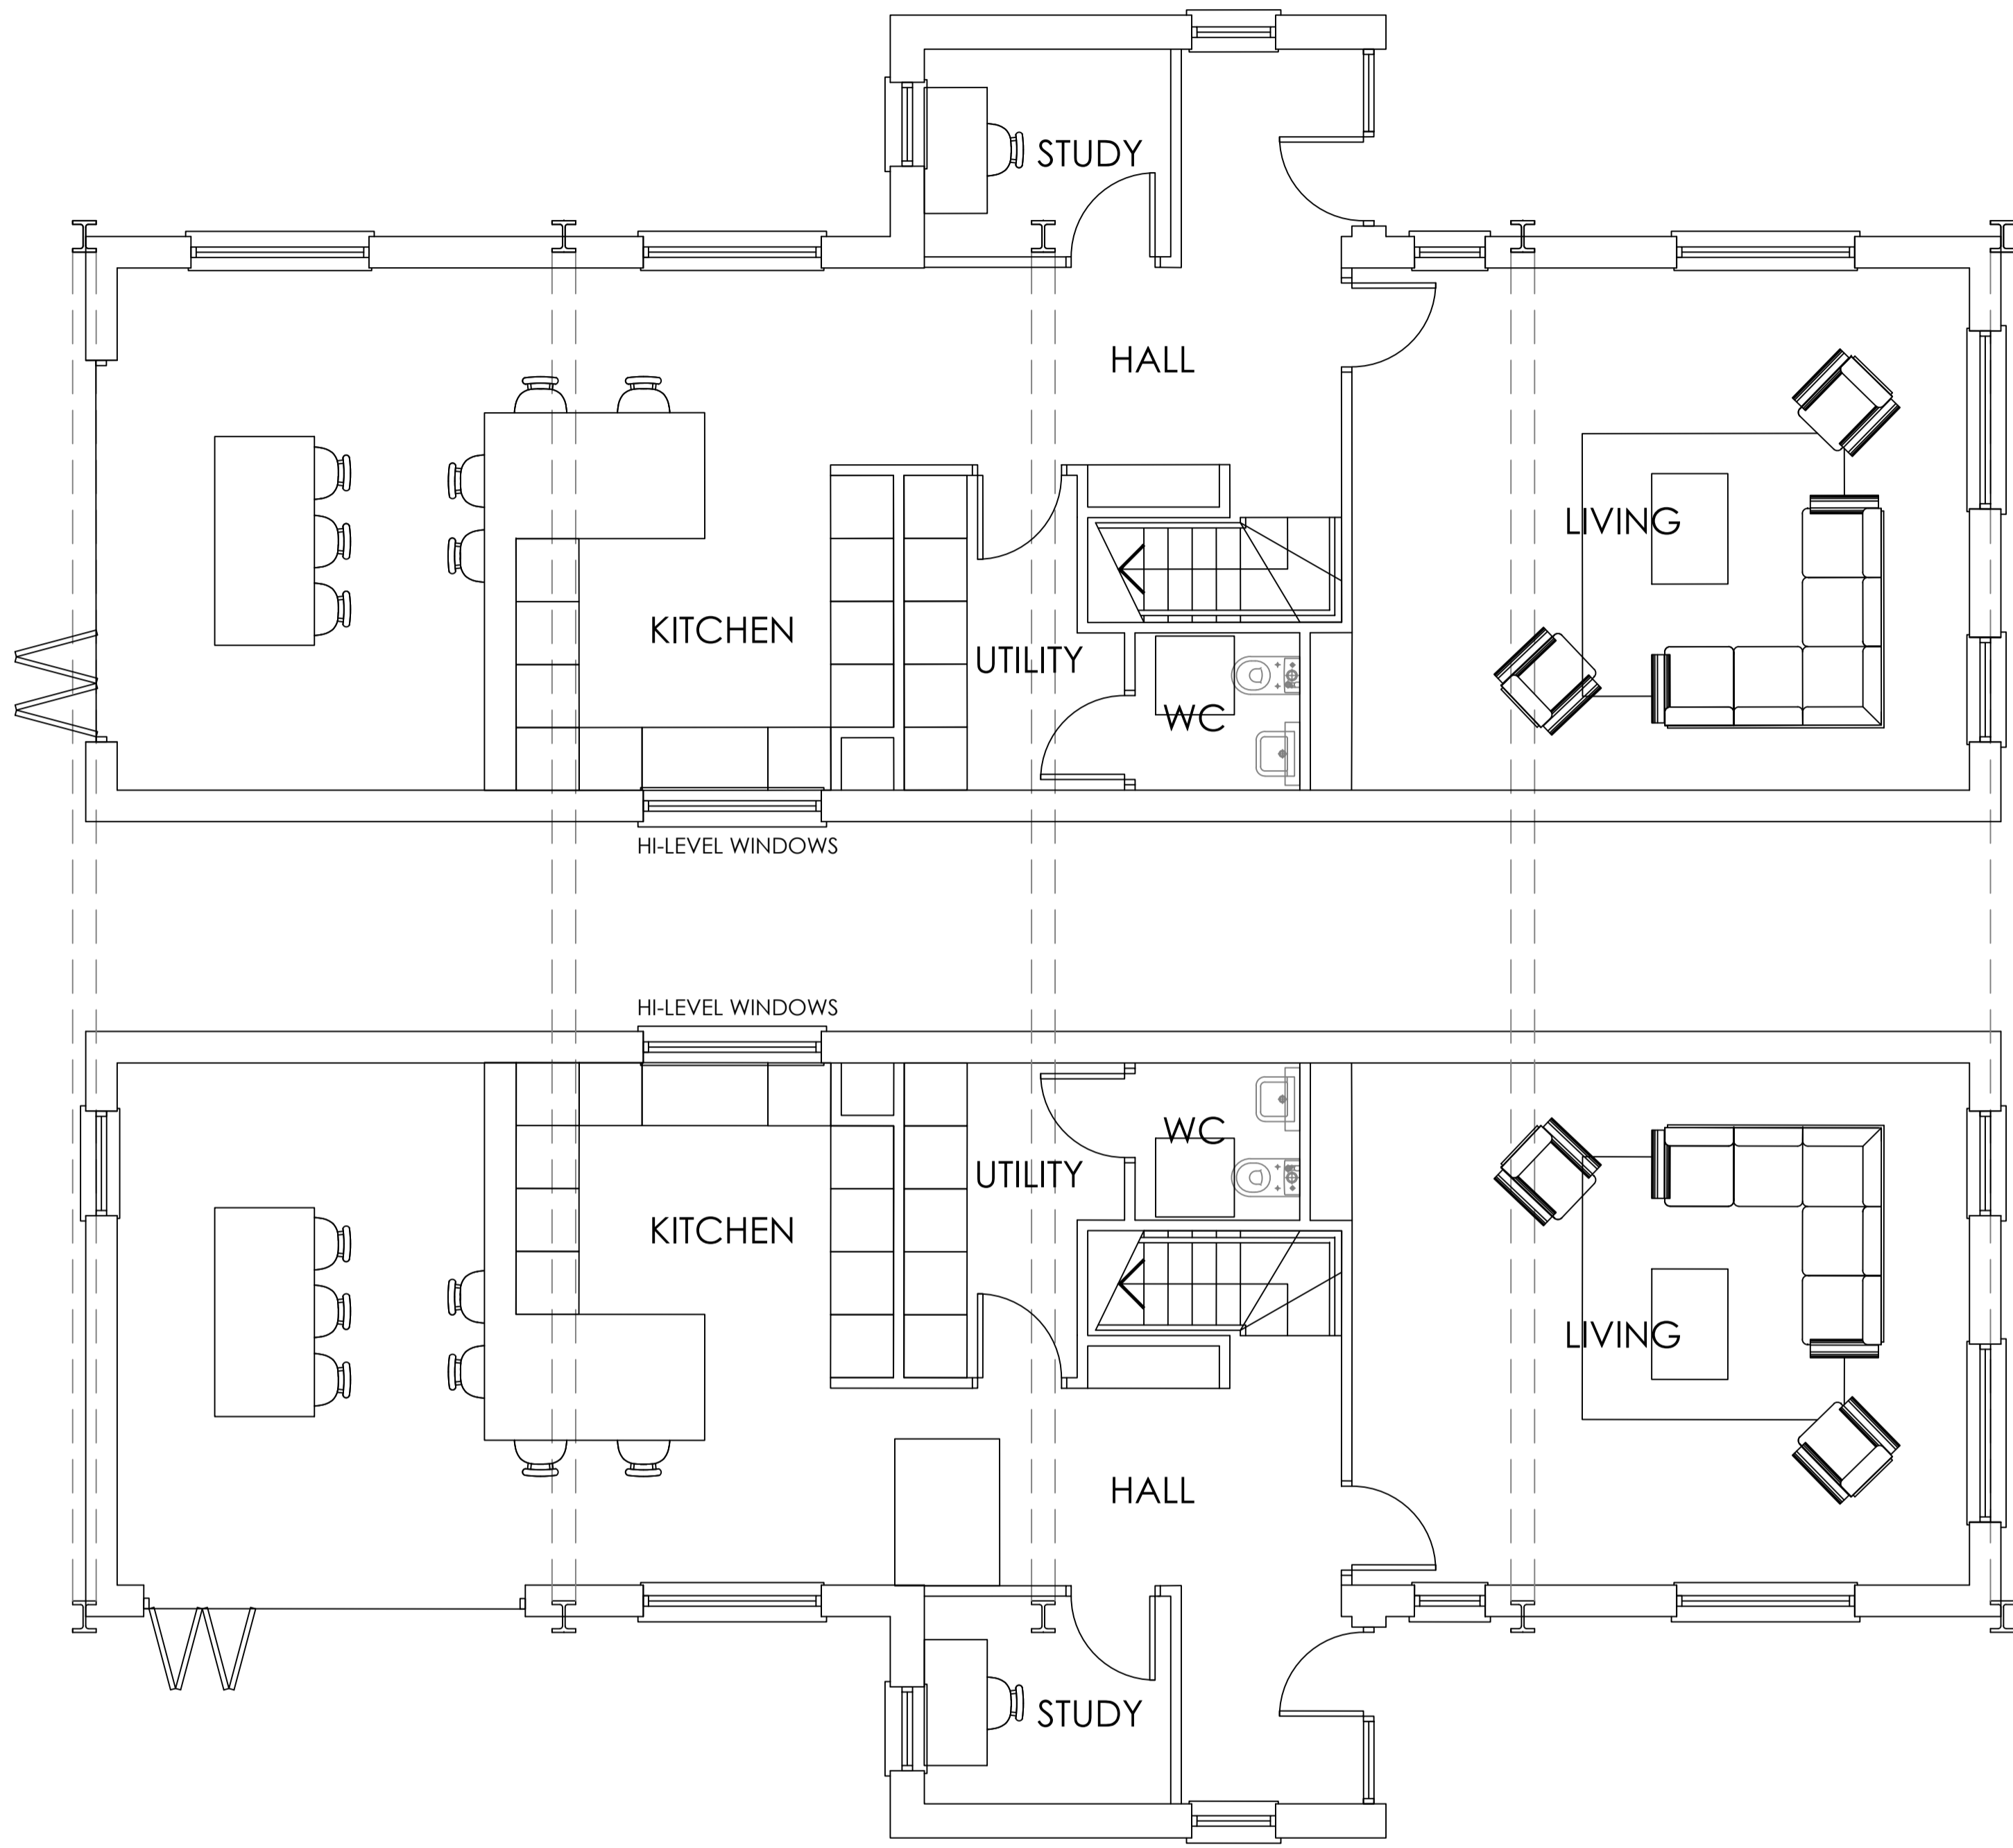 STUDY
HALL
LIVING
KITCHEN
UTILITY
WC
HI-LEVEL WINDOWS
HI-LEVEL WINDOWS
WC
UTILITY
KITCHEN
LIVING
HALL
STUDY